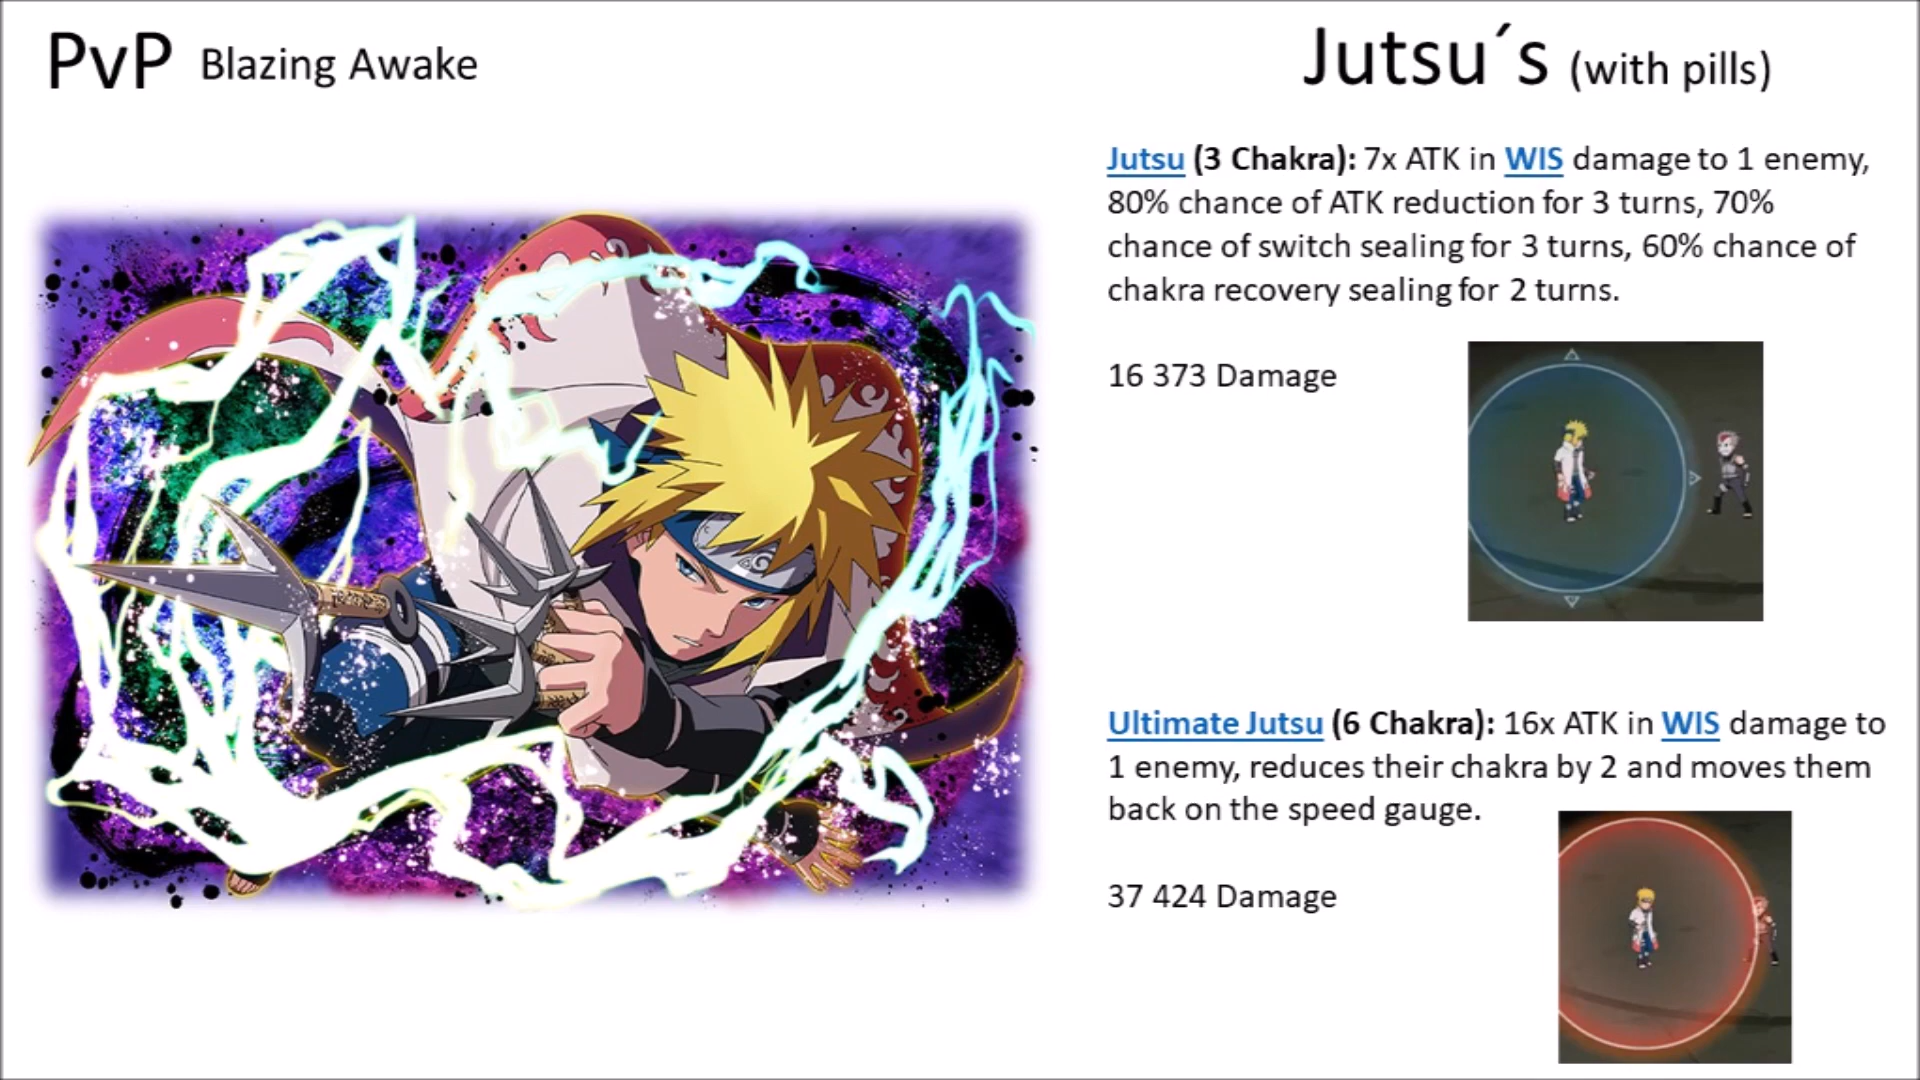 PvP Blazing Awake
Jutsu´s (with pills)
Jutsu (3 Chakra): 7x ATK in WIS damage to 1 enemy,
80% chance of ATK reduction for 3 turns, 70%
chance of switch sealing for 3 turns, 60% chance of
chakra recovery sealing for 2 turns.
16 373 Damage
Ultimate Jutsu (6 Chakra): 16x ATK in WIS damage to
1 enemy, reduces their chakra by 2 and moves them
back on the speed gauge.
37 424 Damage